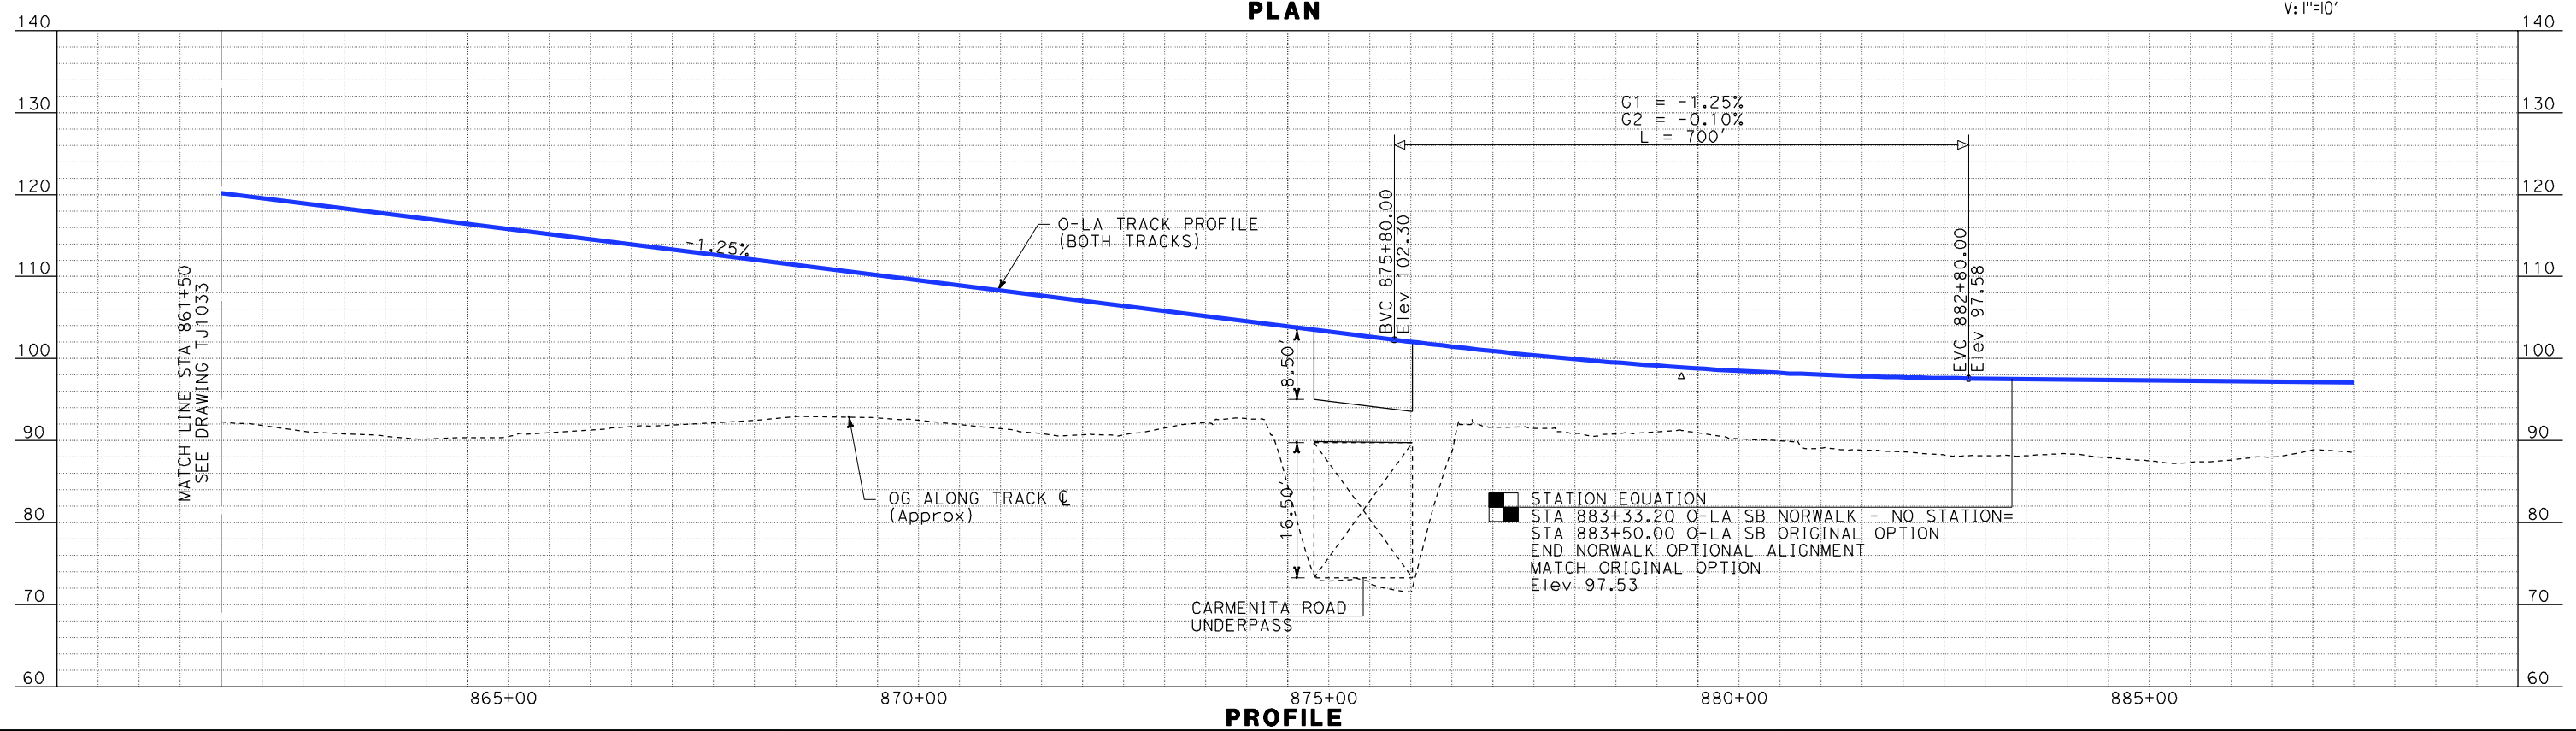 PLAN
V: 1"=10'
140
140
130
130
120
120
110
110
100
100
90
90
80
80
70
70
60
60
G1 = -1.25%
G2 = -0.10%
L = 700'
MATCH LINE STA 861+50
SEE DRAWING TJ1033
-1.25%
O-LA TRACK PROFILE
(BOTH TRACKS)
BVC 875+80.00
Elev 102.30
EVC 882+80.00
Elev 97.58
8.50'
16.50'
OG ALONG TRACK ℄
(Approx)
STATION EQUATION
STA 883+33.20 O-LA SB NORWALK - NO STATION=
STA 883+50.00 O-LA SB ORIGINAL OPTION
END NORWALK OPTIONAL ALIGNMENT
MATCH ORIGINAL OPTION
Elev 97.53
CARMENITA ROAD
UNDERPASS
865+00
870+00
875+00
880+00
885+00
PROFILE